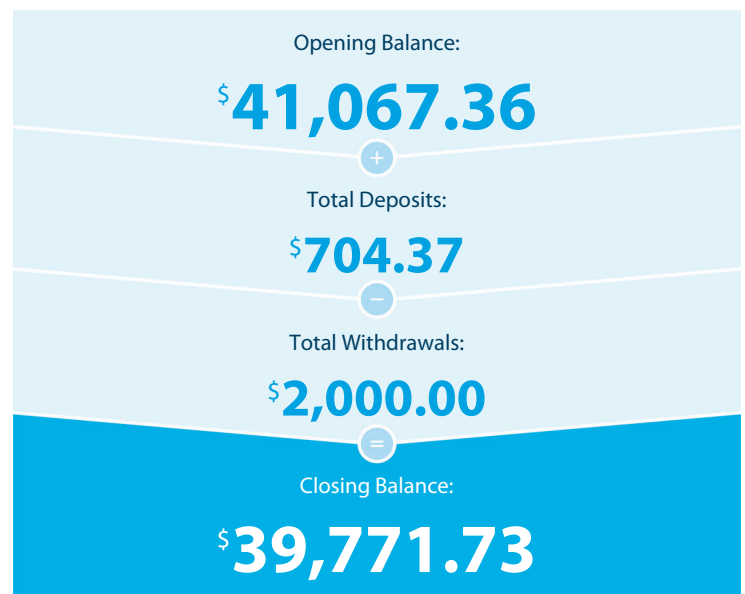 Opening Balance:
$41,067.36
+
Total Deposits:
$704.37
−
Total Withdrawals:
$2,000.00
=
Closing Balance:
$39,771.73